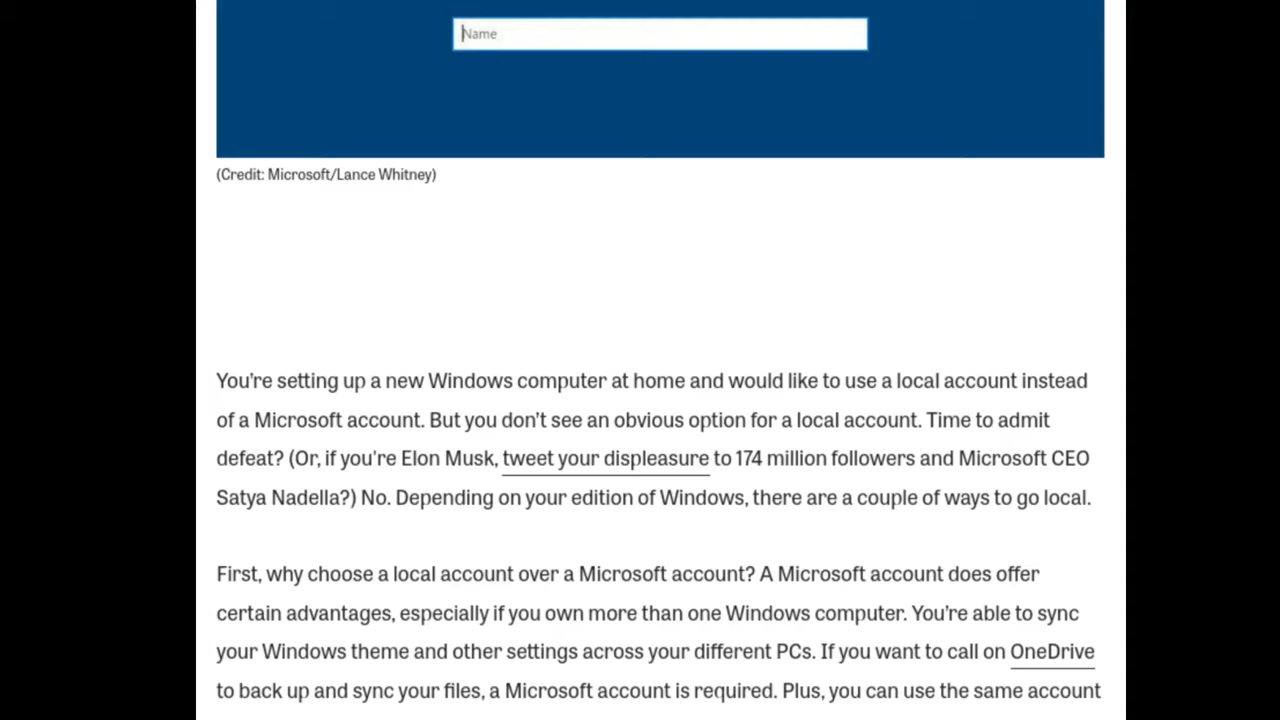 Name
(Credit: Microsoft/Lance Whitney)
You’re setting up a new Windows computer at home and would like to use a local account instead
of a Microsoft account. But you don’t see an obvious option for a local account. Time to admit
defeat? (Or, if you're Elon Musk, tweet your displeasure to 174 million followers and Microsoft CEO
Satya Nadella?) No. Depending on your edition of Windows, there are a couple of ways to go local.
First, why choose a local account over a Microsoft account? A Microsoft account does offer
certain advantages, especially if you own more than one Windows computer. You’re able to sync
your Windows theme and other settings across your different PCs. If you want to call on OneDrive
to back up and sync your files, a Microsoft account is required. Plus, you can use the same account